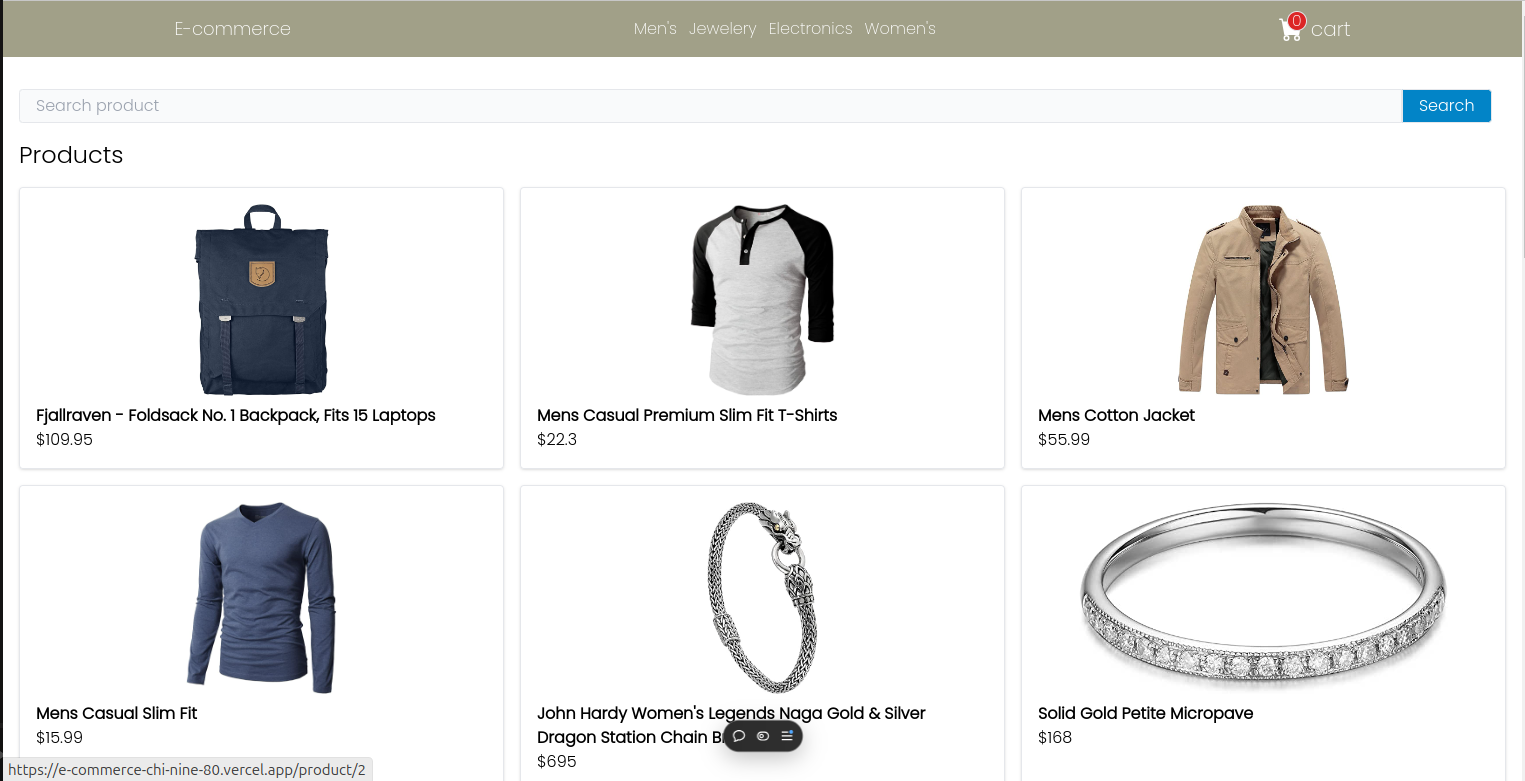 E-commerce
Men's Jewelery Electronics Women's
0 cart
Search product
Search
Products
Fjallraven - Foldsack No. 1 Backpack, Fits 15 Laptops
$109.95
Mens Casual Premium Slim Fit T-Shirts
$22.3
Mens Cotton Jacket
$55.99
Mens Casual Slim Fit
$15.99
John Hardy Women's Legends Naga Gold & Silver
Dragon Station Chain
$695
Solid Gold Petite Micropave
$168
https://e-commerce-chi-nine-80.vercel.app/product/2